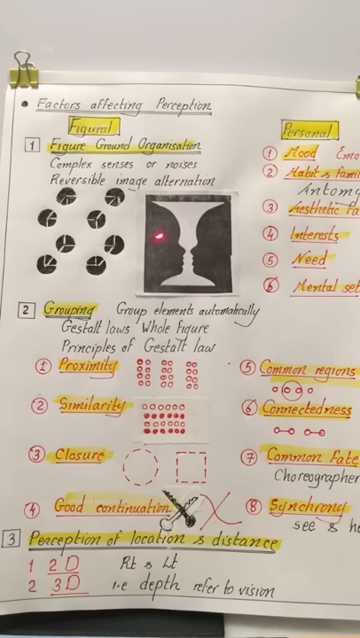 • Factors affecting Perception
Figural
1 Figure Ground Organisation
Complex senses or noises
Reversible image alternation
2 Grouping Group elements automatically
Gestalt laws Whole figure
Principles of Gestalt law
① Proximity
② Similarity
③ Closure
④ Good continuation
3 Perception of location & distance
1 2D Rt & Lt
2 3D i.e depth refer to vision
Personal
① Mood Emo
② Habit & Fami
Antomy
③ Aesthetic
④ Interests
⑤ Need
⑥ Mental set
⑤ Common regions
⑥ Connectedness
⑦ Common fate
Choreographer
⑧ Synchrony
see & he